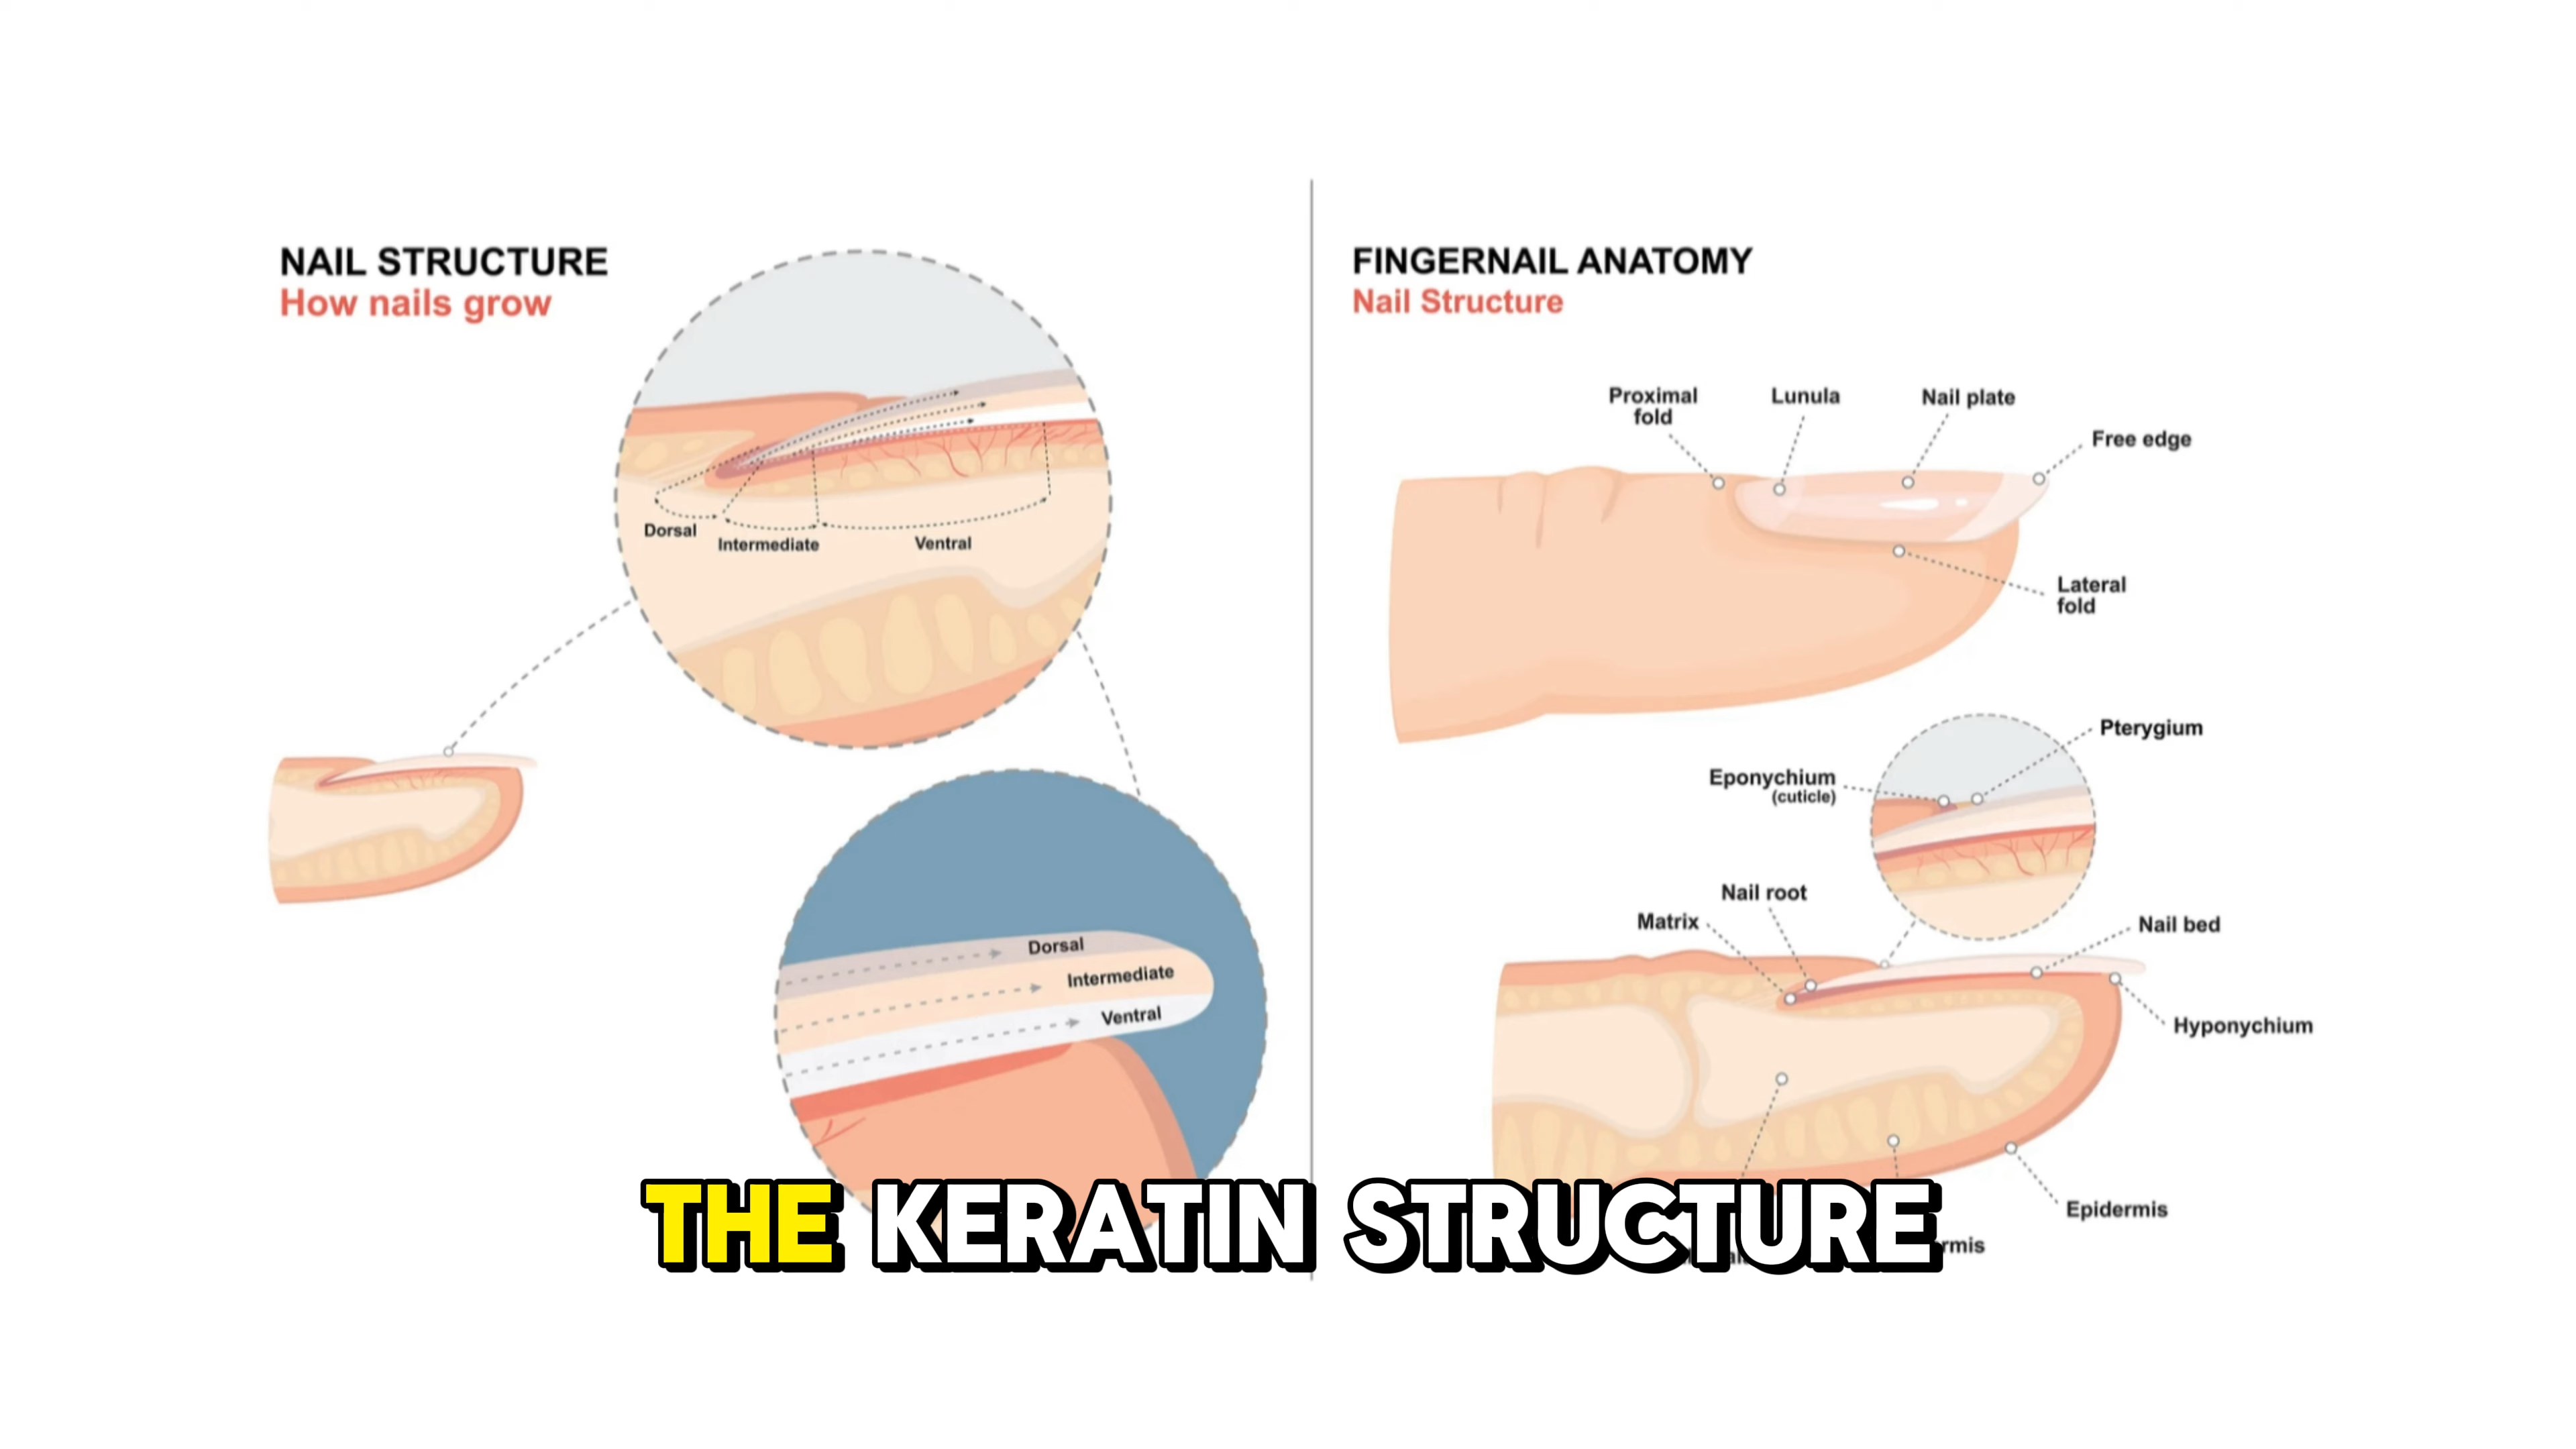 NAIL STRUCTURE
How nails grow
Dorsal
Intermediate
Ventral
Dorsal
Intermediate
Ventral
FINGERNAIL ANATOMY
Nail Structure
Proximal
fold
Lunula
Nail plate
Free edge
Lateral
fold
Pterygium
Eponychium
(cuticle)
Nail root
Matrix
Nail bed
Hyponychium
Epidermis
THE KERATIN STRUCTURE